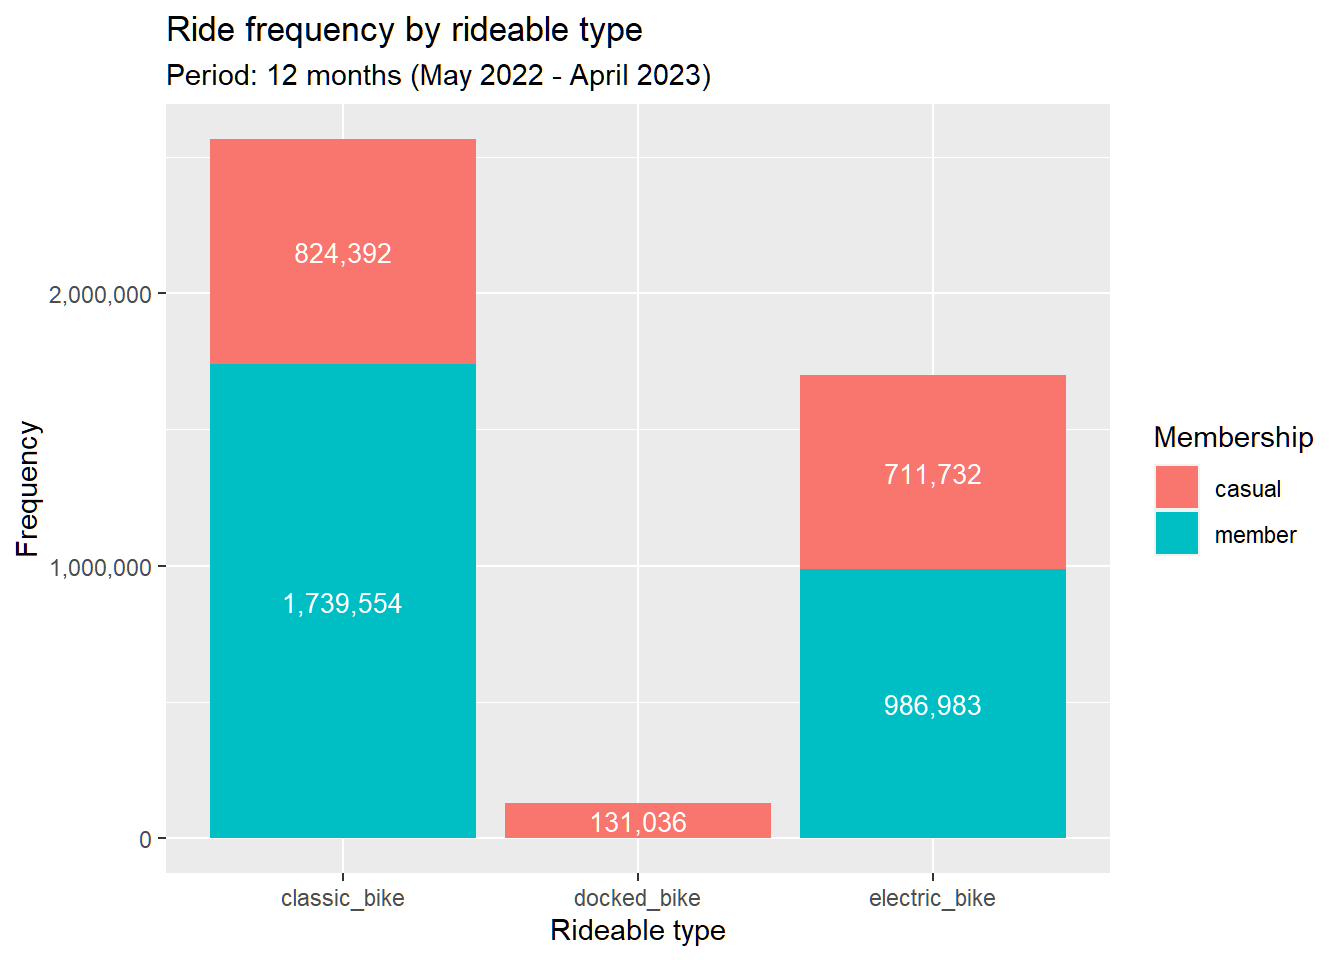 Ride frequency by rideable type
Period: 12 months (May 2022 - April 2023)
Frequency
2,000,000
1,000,000
0
824,392
1,739,554
131,036
711,732
986,983
classic_bike
docked_bike
electric_bike
Rideable type
Membership
casual
member